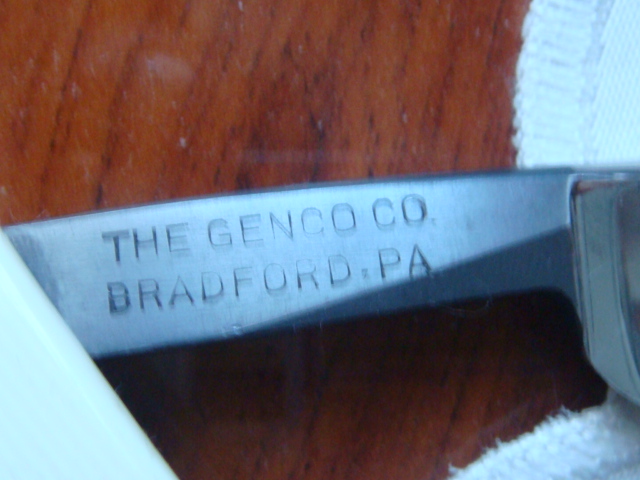 THE GENCO CO.
BRADFORD. PA